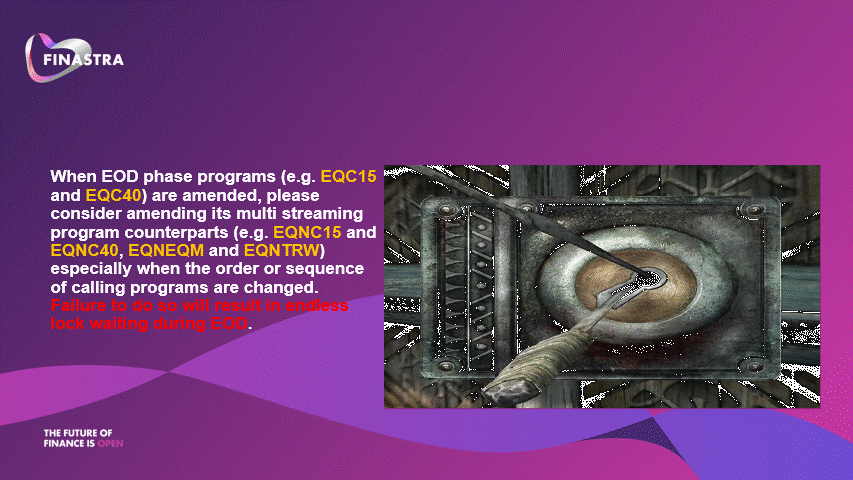 FINASTRA
When EOD phase programs (e.g. EQC15
and EQC40) are amended, please
consider amending its multi streaming
program counterparts (e.g. EQNC15 and
EQNC40, EQNEQM and EQNTRW)
especially when the order or sequence
of calling programs are changed.
Failure to do so will result in endless
lock waiting during EOD.
THE FUTURE OF
FINANCE IS OPEN